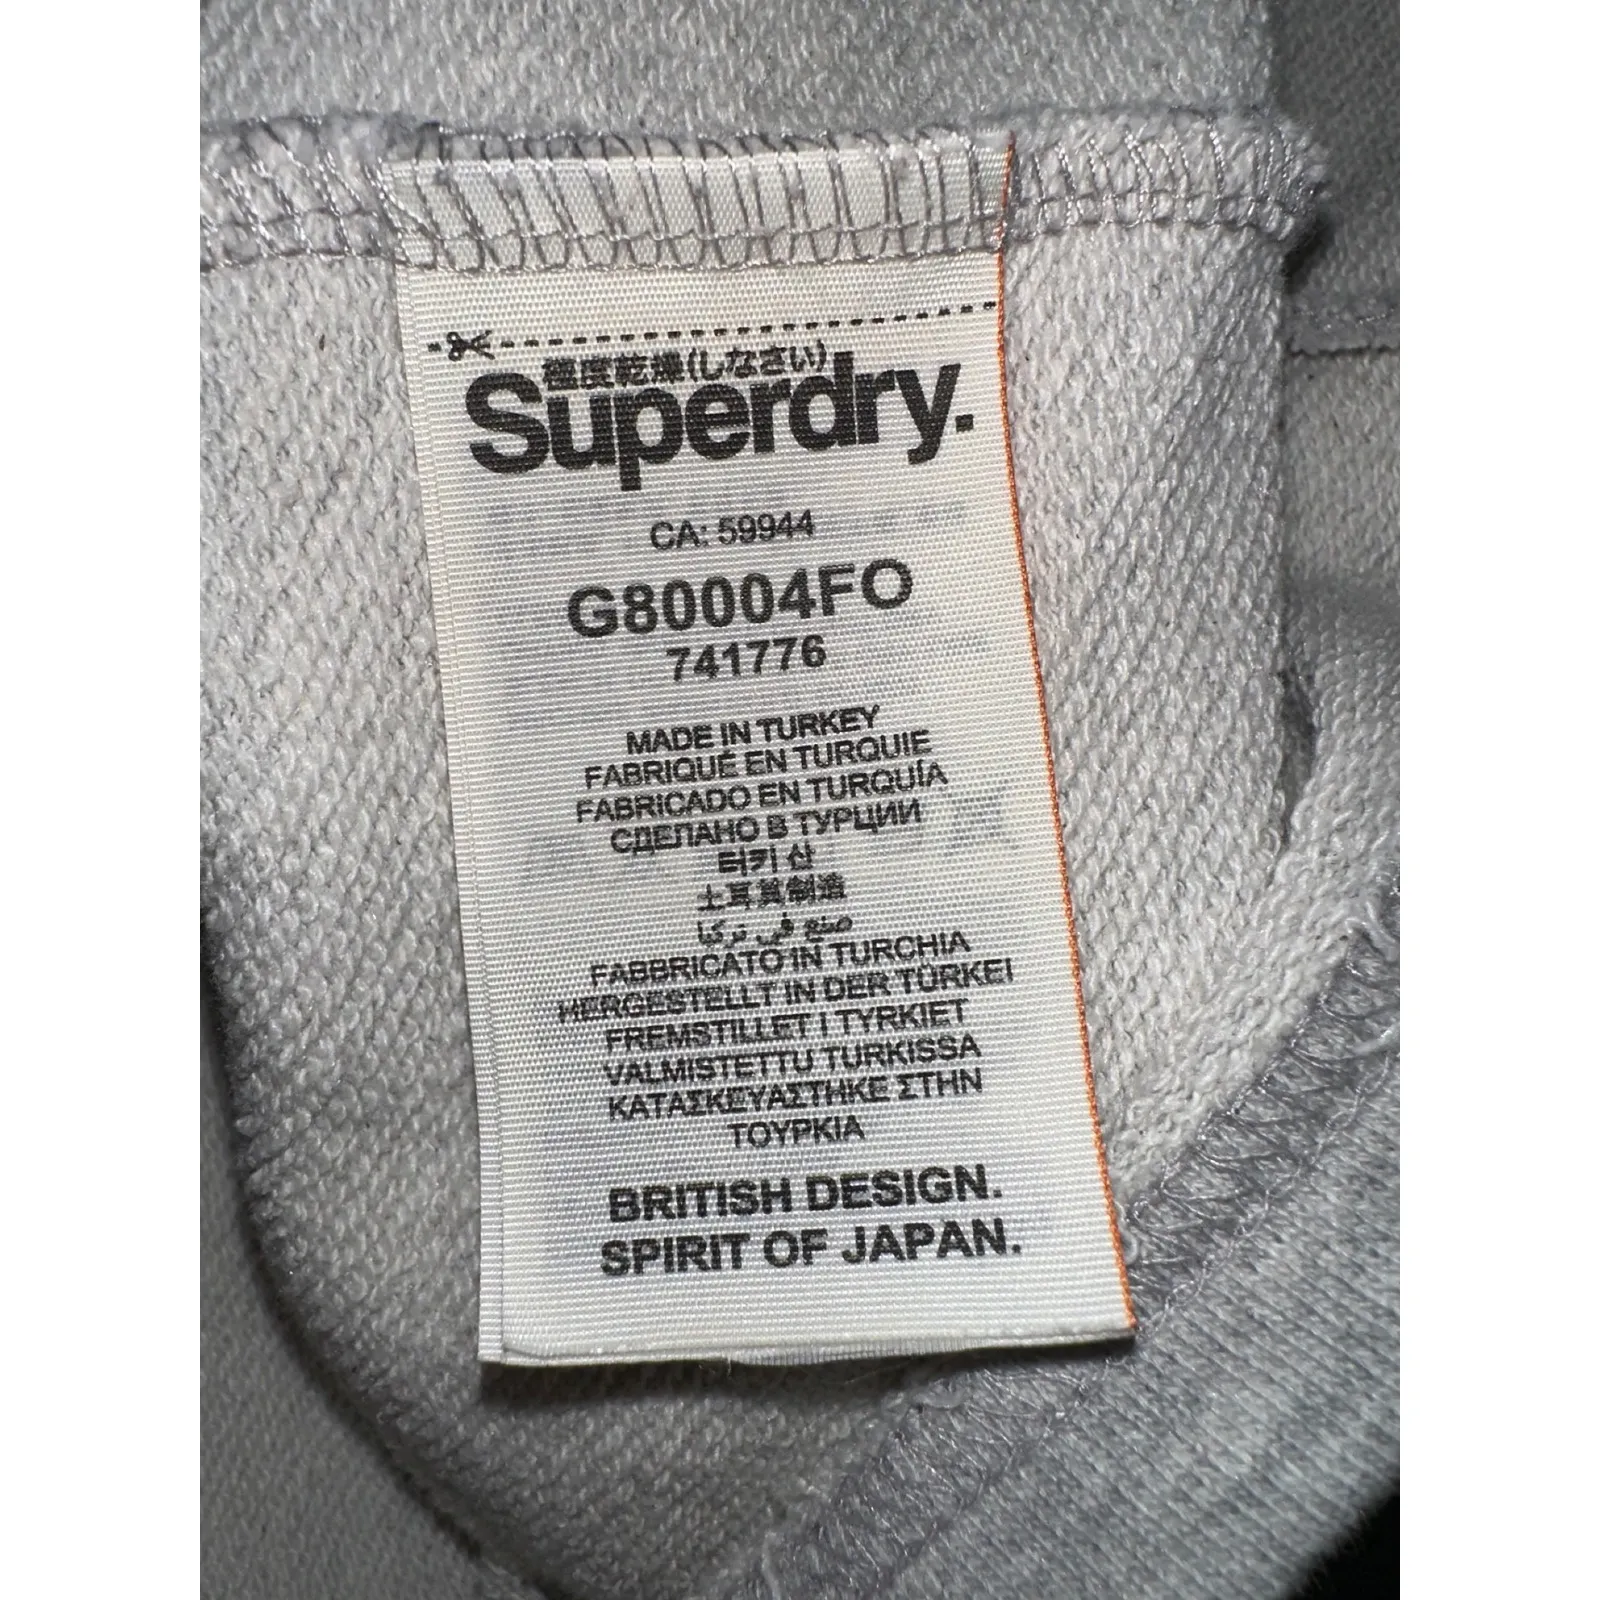 極度乾燥(しなさい)
Superdry.
CA: 59944
G80004FO
741776
MADE IN TURKEY
FABRIQUÉ EN TURQUIE
FABRICADO EN TURQUÍA
СДЕЛАНО В ТУРЦИИ
터키 산
土耳其制造
صنع في تركيا
FABBRICATO IN TURCHIA
HERGESTELLT IN DER TÜRKEI
FREMSTILLET I TYRKIET
VALMISTETTU TURKISSA
ΚΑΤΑΣΚΕΥΑΣΤΗΚΕ ΣΤΗΝ
ΤΟΥΡΚΙΑ
BRITISH DESIGN.
SPIRIT OF JAPAN.